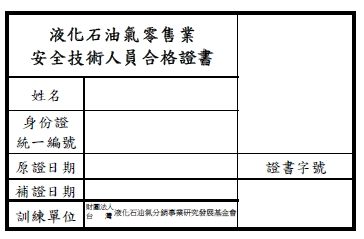 液化石油氣零售業
安全技術人員合格證書
姓名
身份證
統一編號
原證日期
證書字號
補證日期
訓練單位
財團法人
台灣
液化石油氣分銷事業研究發展基金會